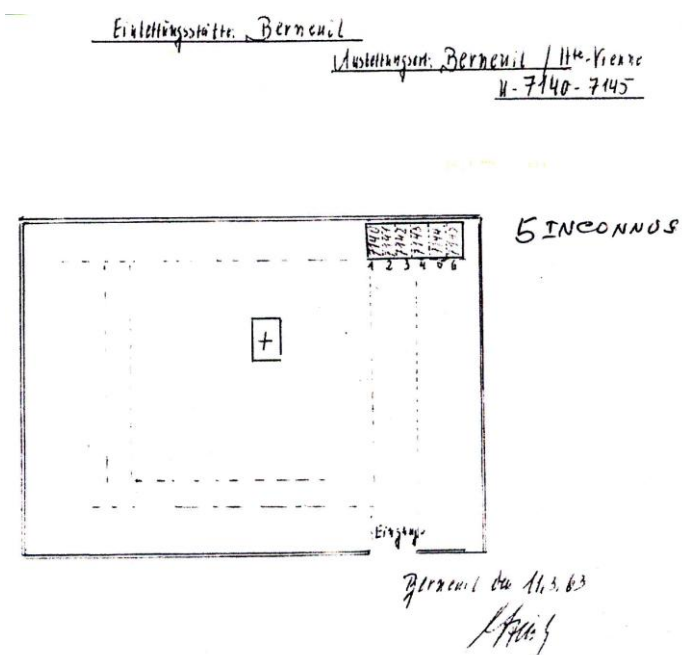 Einbettungsstätte: Berneuil
Ausbettungsort: Berneuil / Hte-Vienne
U-7140-7145
5 INCONNUS
7140 7141 7142 7143 7144 7145
1 2 3 4 5 6
+
Eingang
Berneuil den 11.3.63